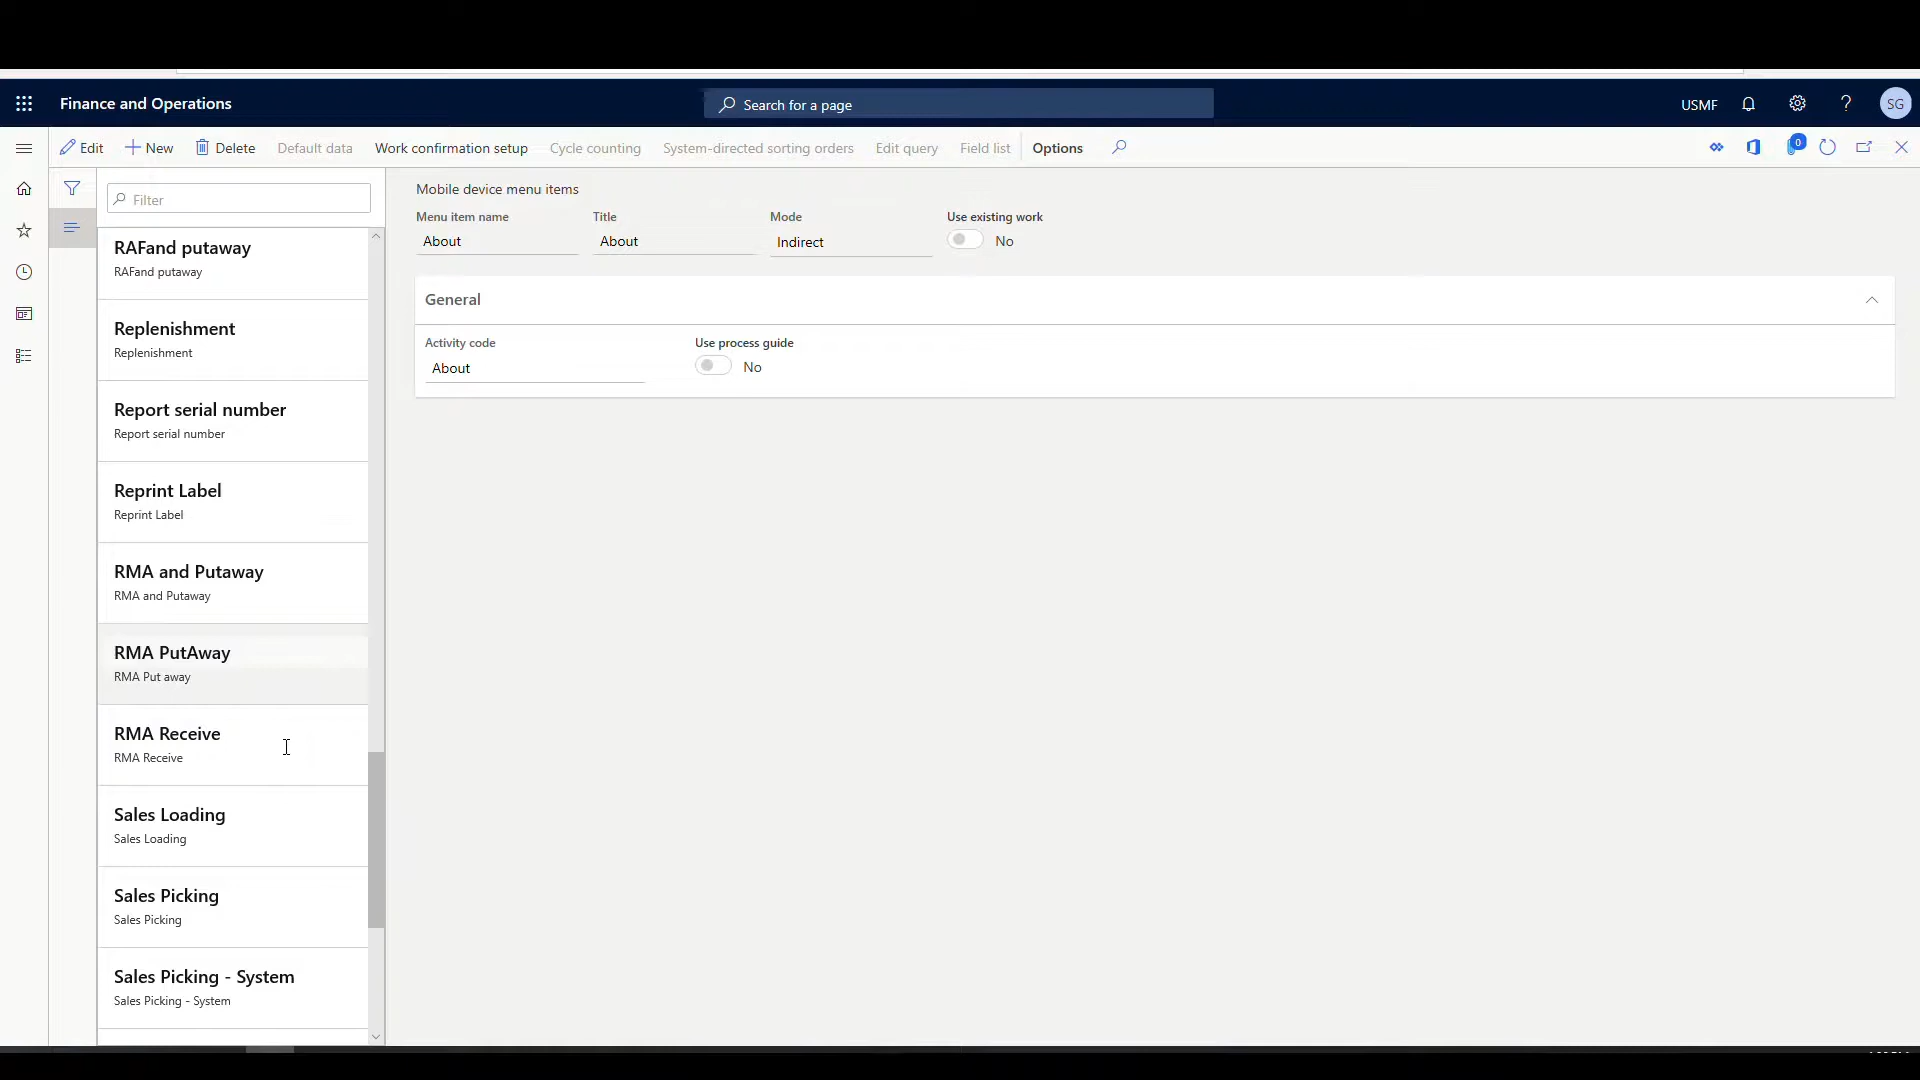 Finance and Operations
Search for a page
USMF
?
SG
Edit
New
Delete
Default data
Work confirmation setup
Cycle counting
System-directed sorting orders
Edit query
Field list
Options
0
Filter
RAFand putaway
RAFand putaway
Replenishment
Replenishment
Report serial number
Report serial number
Reprint Label
Reprint Label
RMA and Putaway
RMA and Putaway
RMA PutAway
RMA Put away
RMA Receive
RMA Receive
Sales Loading
Sales Loading
Sales Picking
Sales Picking
Sales Picking - System
Sales Picking - System
Mobile device menu items
Menu item name
About
Title
About
Mode
Indirect
Use existing work
No
General
Activity code
About
Use process guide
No